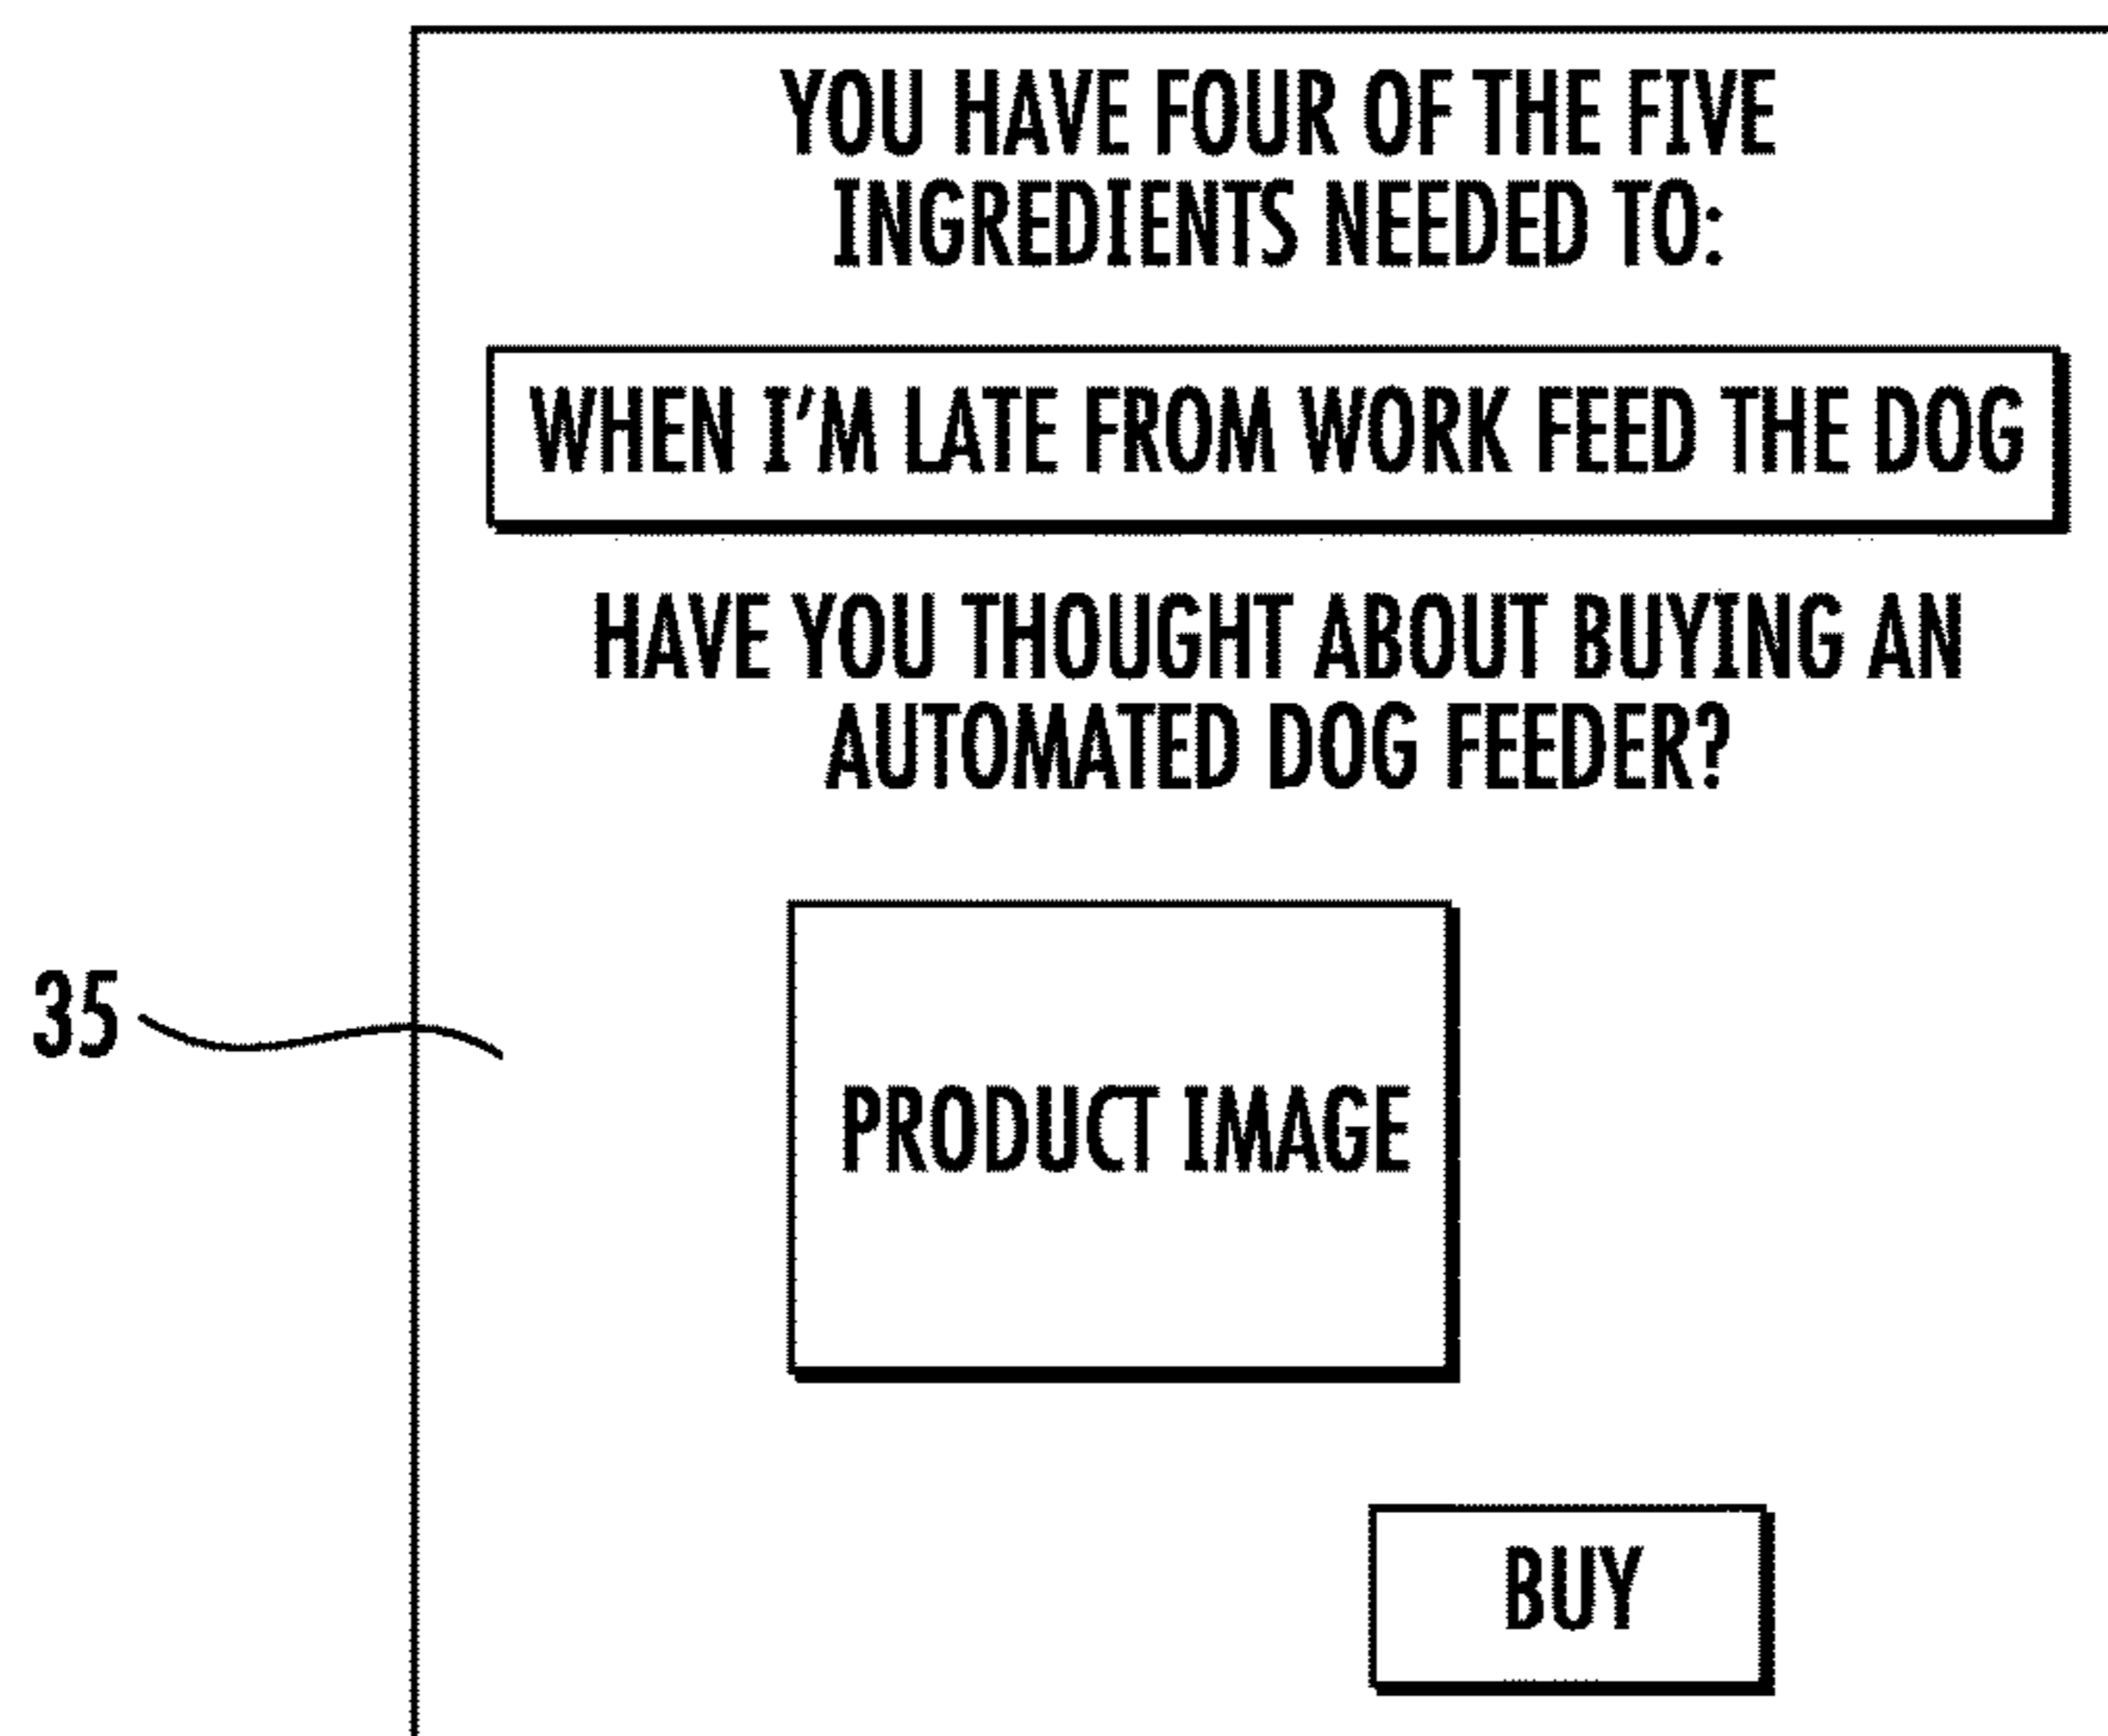 YOU HAVE FOUR OF THE FIVE
INGREDIENTS NEEDED TO:
WHEN I'M LATE FROM WORK FEED THE DOG
HAVE YOU THOUGHT ABOUT BUYING AN
AUTOMATED DOG FEEDER?
35
PRODUCT IMAGE
BUY